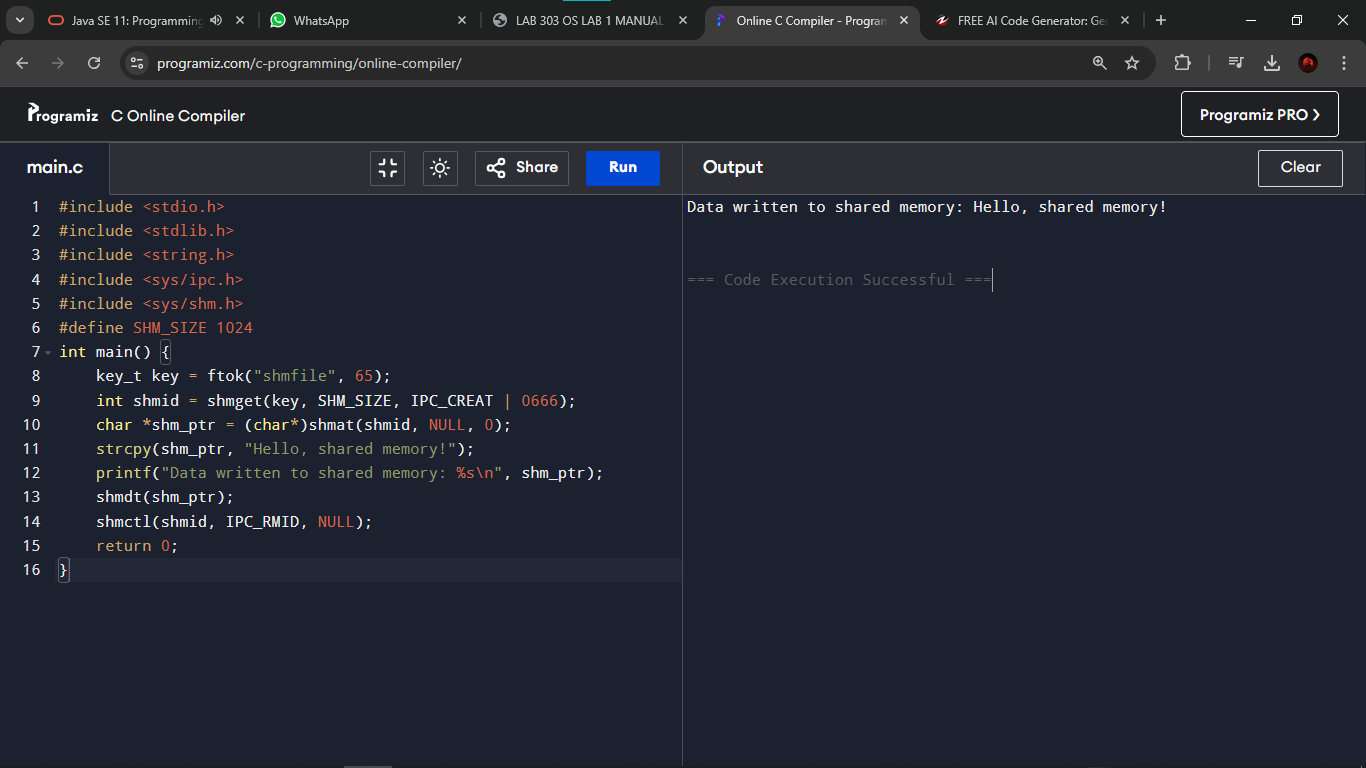 Java SE 11: Programming
WhatsApp
LAB 303 OS LAB 1 MANUAL
Online C Compiler - Program
FREE AI Code Generator: Ge
programiz.com/c-programming/online-compiler/
Programiz C Online Compiler
Programiz PRO
main.c
Share
Run
Output
Clear
1 #include <stdio.h>
2 #include <stdlib.h>
3 #include <string.h>
4 #include <sys/ipc.h>
5 #include <sys/shm.h>
6 #define SHM_SIZE 1024
7 int main() {
8 key_t key = ftok("shmfile", 65);
9 int shmid = shmget(key, SHM_SIZE, IPC_CREAT | 0666);
10 char *shm_ptr = (char*)shmat(shmid, NULL, 0);
11 strcpy(shm_ptr, "Hello, shared memory!");
12 printf("Data written to shared memory: %s\n", shm_ptr);
13 shmdt(shm_ptr);
14 shmctl(shmid, IPC_RMID, NULL);
15 return 0;
16 }
Data written to shared memory: Hello, shared memory!
=== Code Execution Successful ===